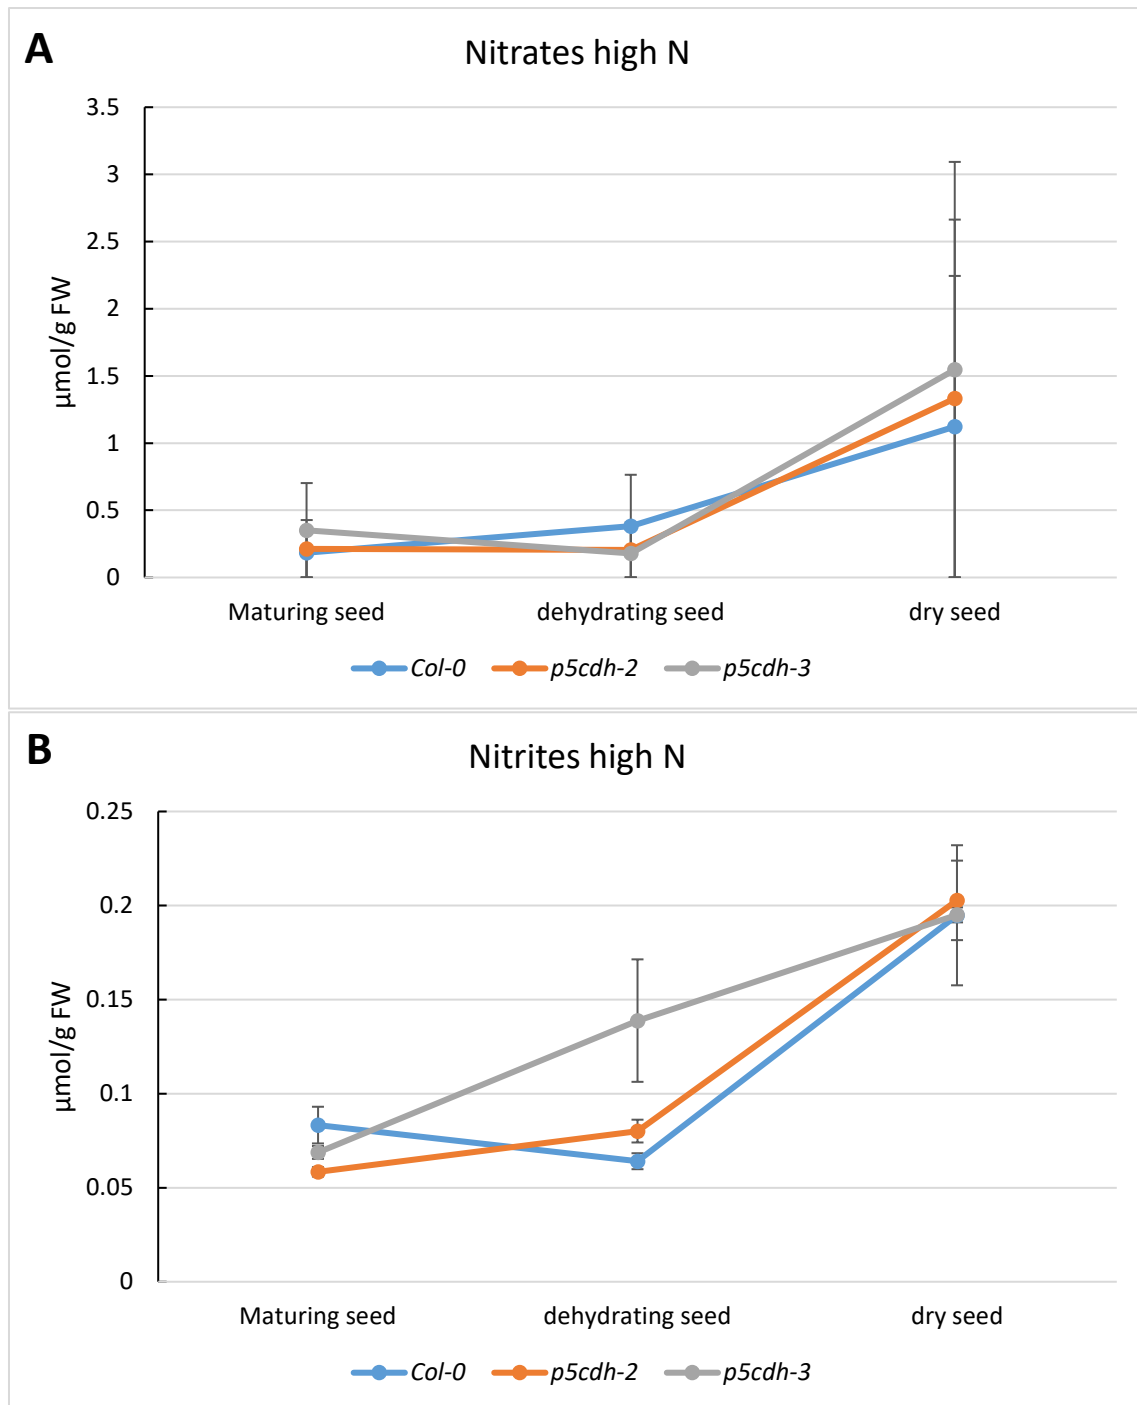 A
Nitrates high N
3.5
3
2.5
2
1.5
1
0.5
0
µmol/g FW
Maturing seed dehydrating seed dry seed
Col-0 p5cdh-2 p5cdh-3
B
Nitrites high N
0.25
0.2
0.15
0.1
0.05
0
µmol/g FW
Maturing seed dehydrating seed dry seed
Col-0 p5cdh-2 p5cdh-3